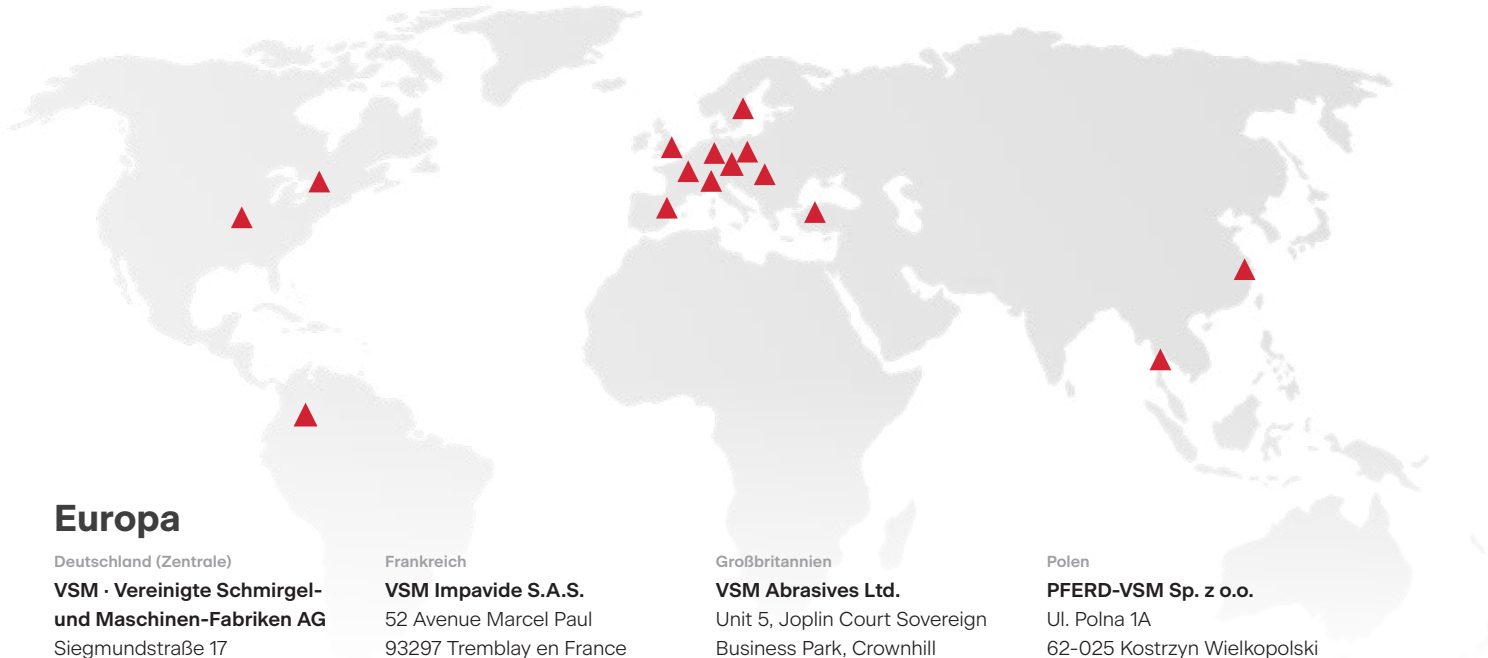 Europa
Deutschland (Zentrale)
VSM · Vereinigte Schmirgel-
und Maschinen-Fabriken AG
Siegmundstraße 17
Frankreich
VSM Impavide S.A.S.
52 Avenue Marcel Paul
93297 Tremblay en France
Großbritannien
VSM Abrasives Ltd.
Unit 5, Joplin Court Sovereign
Business Park, Crownhill
Polen
PFERD-VSM Sp. z o.o.
Ul. Polna 1A
62-025 Kostrzyn Wielkopolski